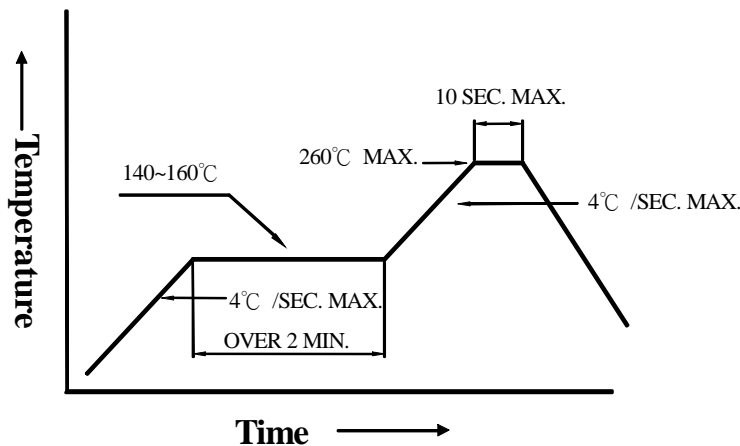 10 SEC. MAX.
Temperature
260℃ MAX.
140~160℃
4℃ /SEC. MAX.
4℃ /SEC. MAX.
OVER 2 MIN.
Time